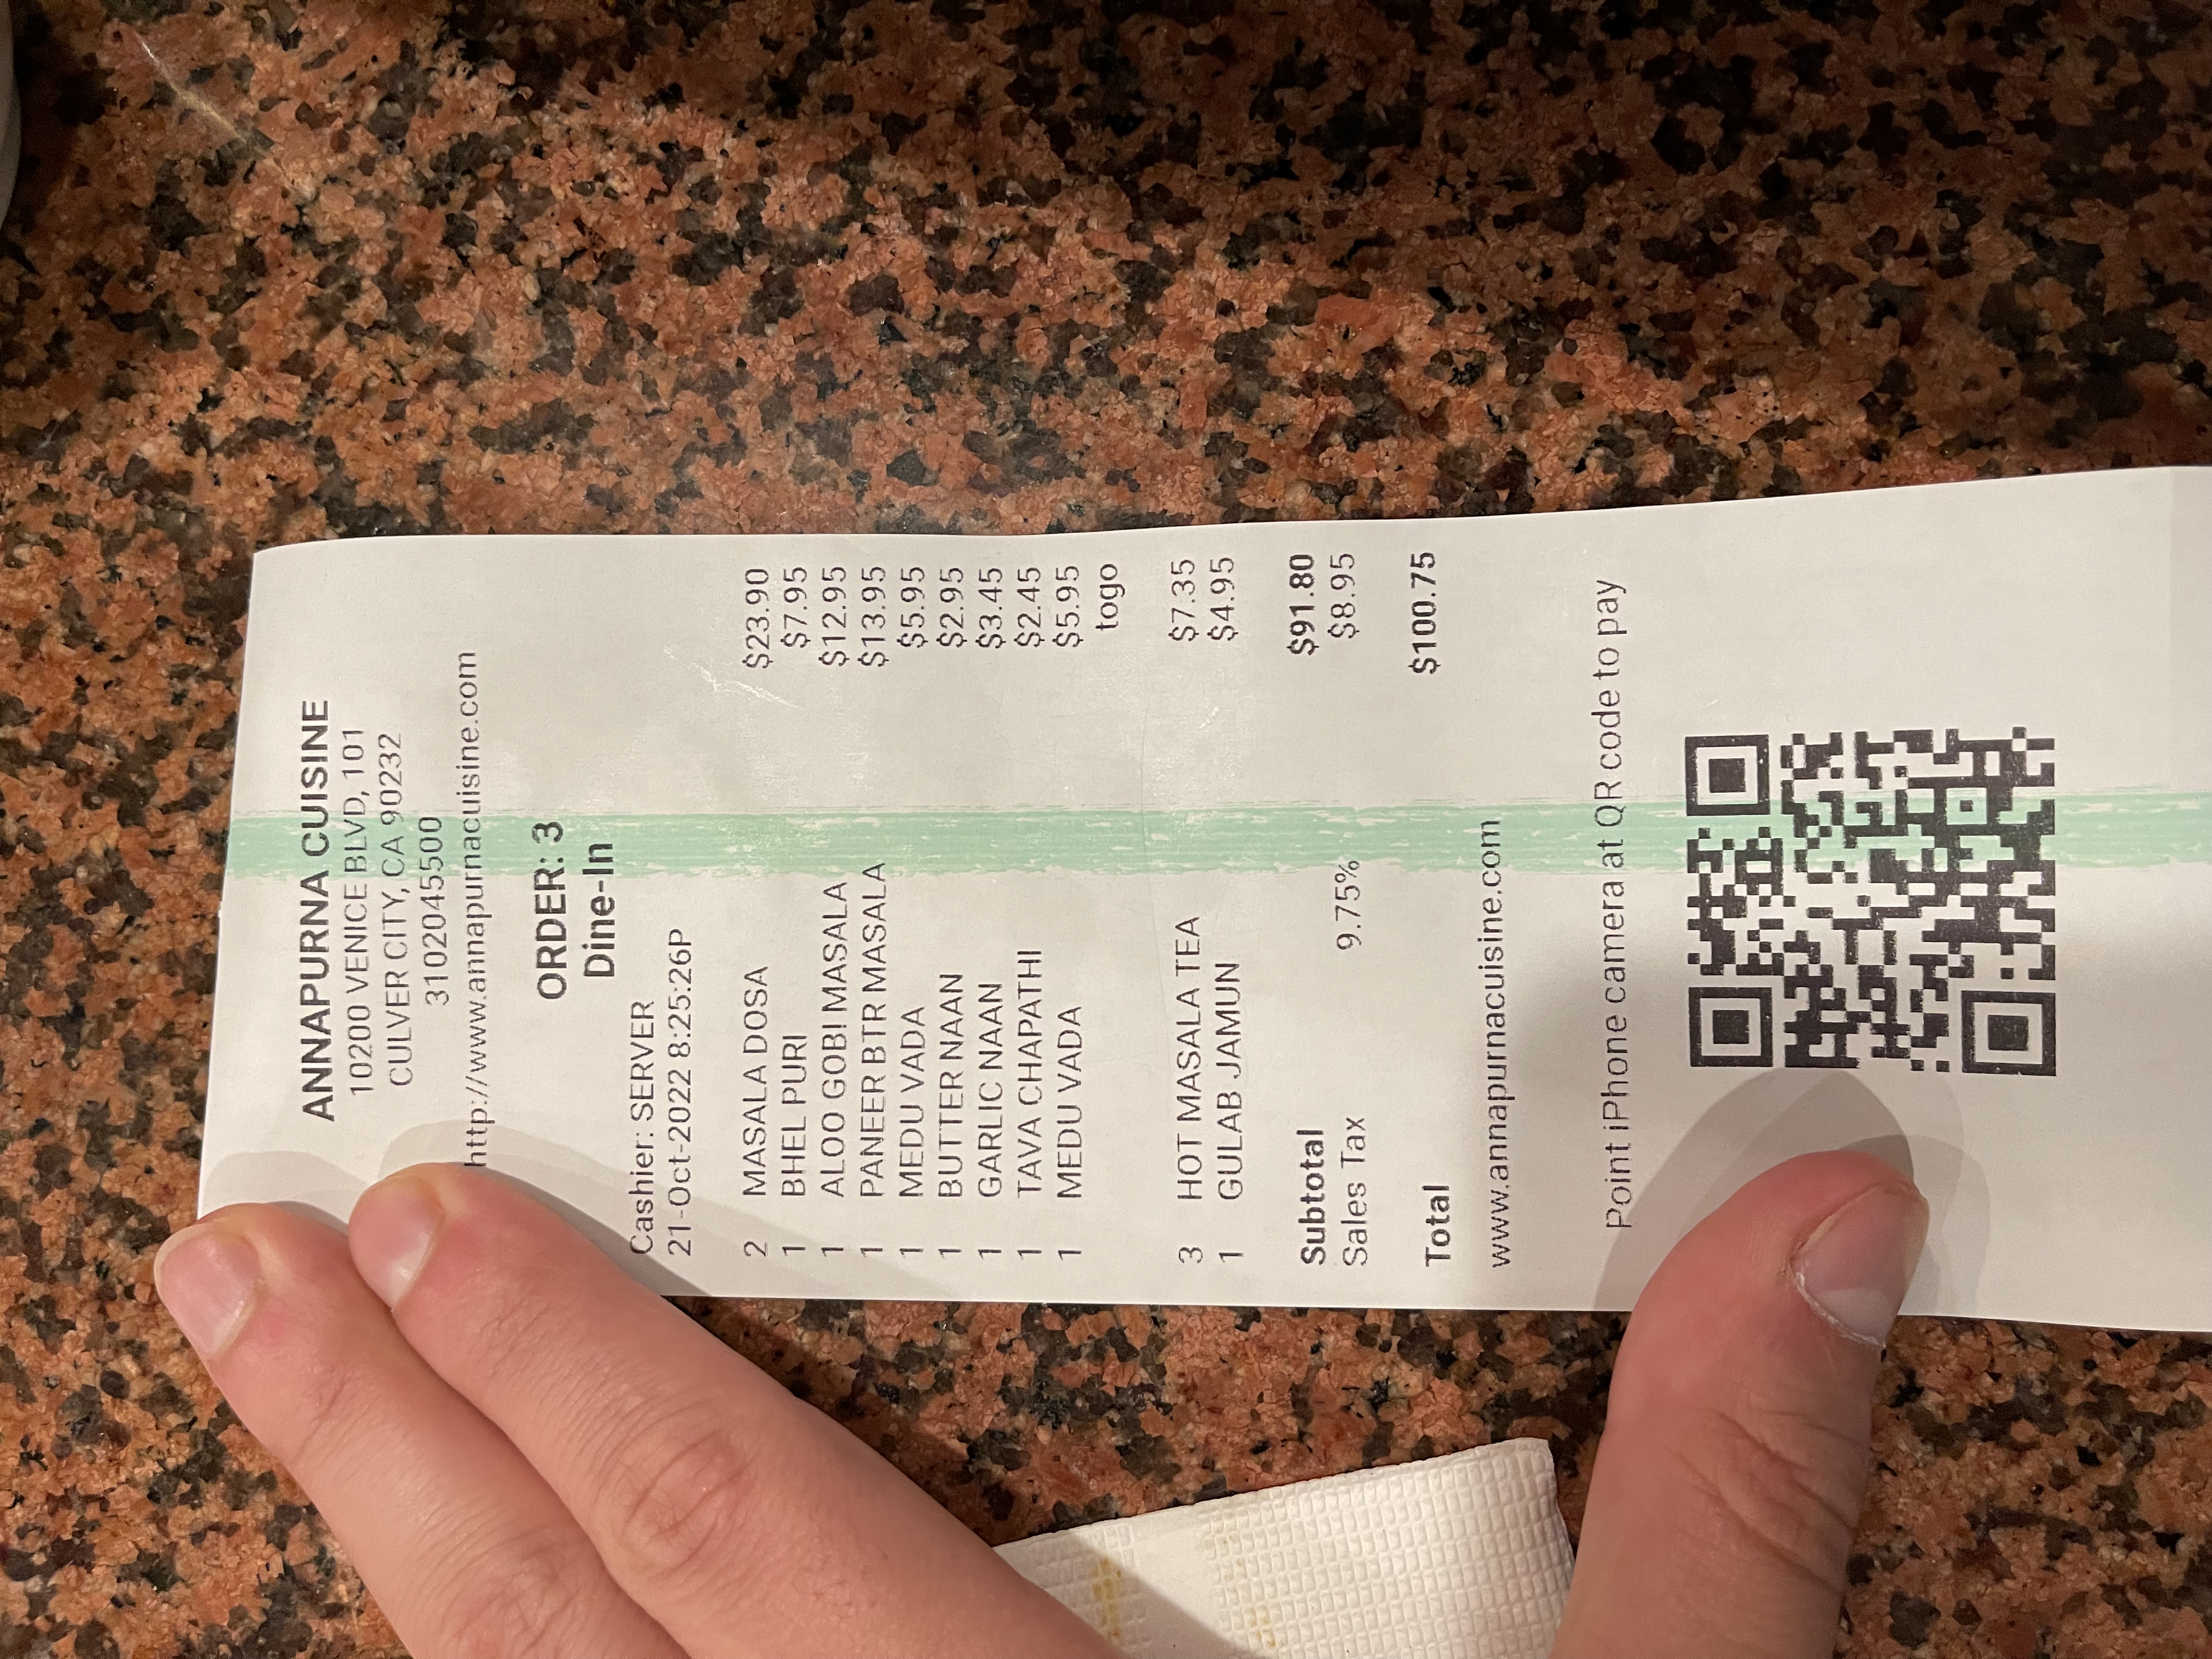 ANNAPURNA CUISINE
10200 VENICE BLVD, 101
CULVER CITY, CA 90232
3102045500
http://www.annapurnacuisine.com
ORDER: 3
Dine-In
Cashier: SERVER
21-Oct-2022 8:25:26P
2 MASALA DOSA $23.90
1 BHEL PURI $7.95
1 ALOO GOBI MASALA $12.95
1 PANEER BTR MASALA $13.95
1 MEDU VADA $5.95
1 BUTTER NAAN $2.95
1 GARLIC NAAN $3.45
1 TAVA CHAPATHI $2.45
1 MEDU VADA $5.95
togo
3 HOT MASALA TEA $7.35
1 GULAB JAMUN $4.95
Subtotal $91.80
Sales Tax 9.75% $8.95
Total $100.75
www.annapurnacuisine.com
Point iPhone camera at QR code to pay